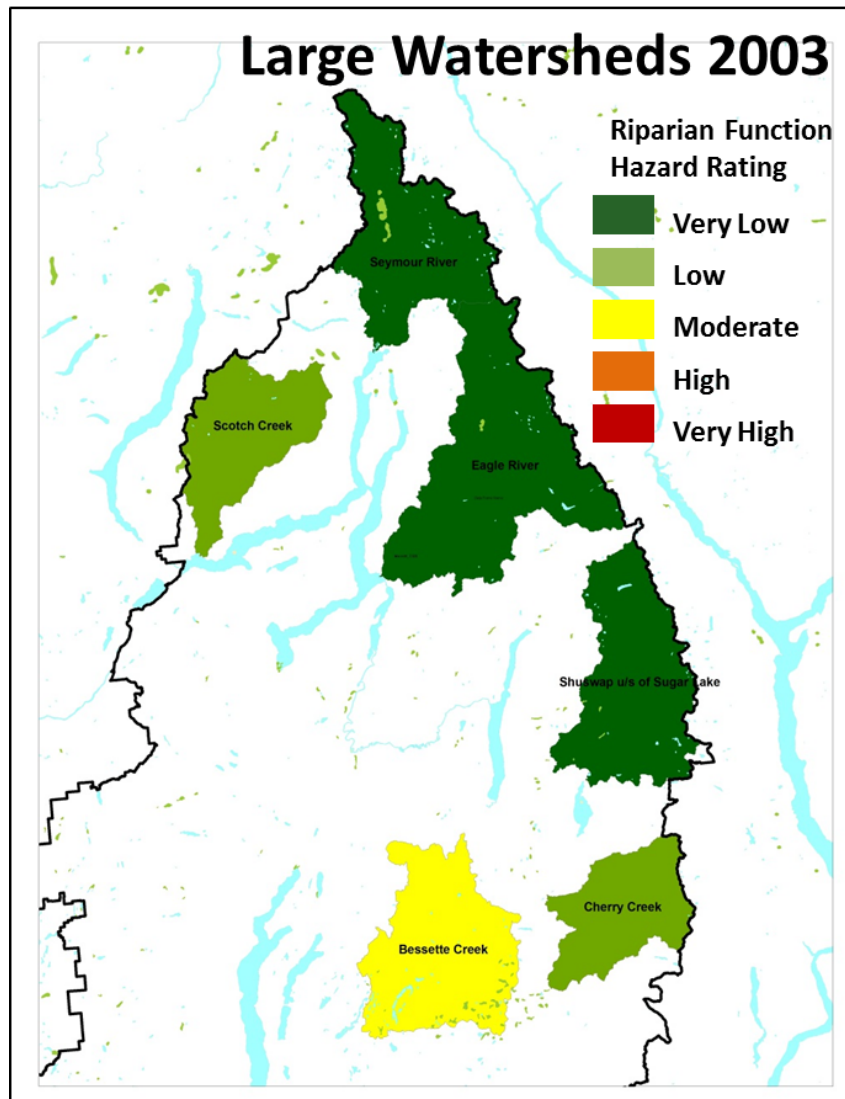 Large Watersheds 2003
Riparian Function
Hazard Rating
Very Low
Low
Moderate
High
Very High
Seymour River
Scotch Creek
Eagle River
Shuswap u/s of Sugar Lake
Cherry Creek
Bessette Creek